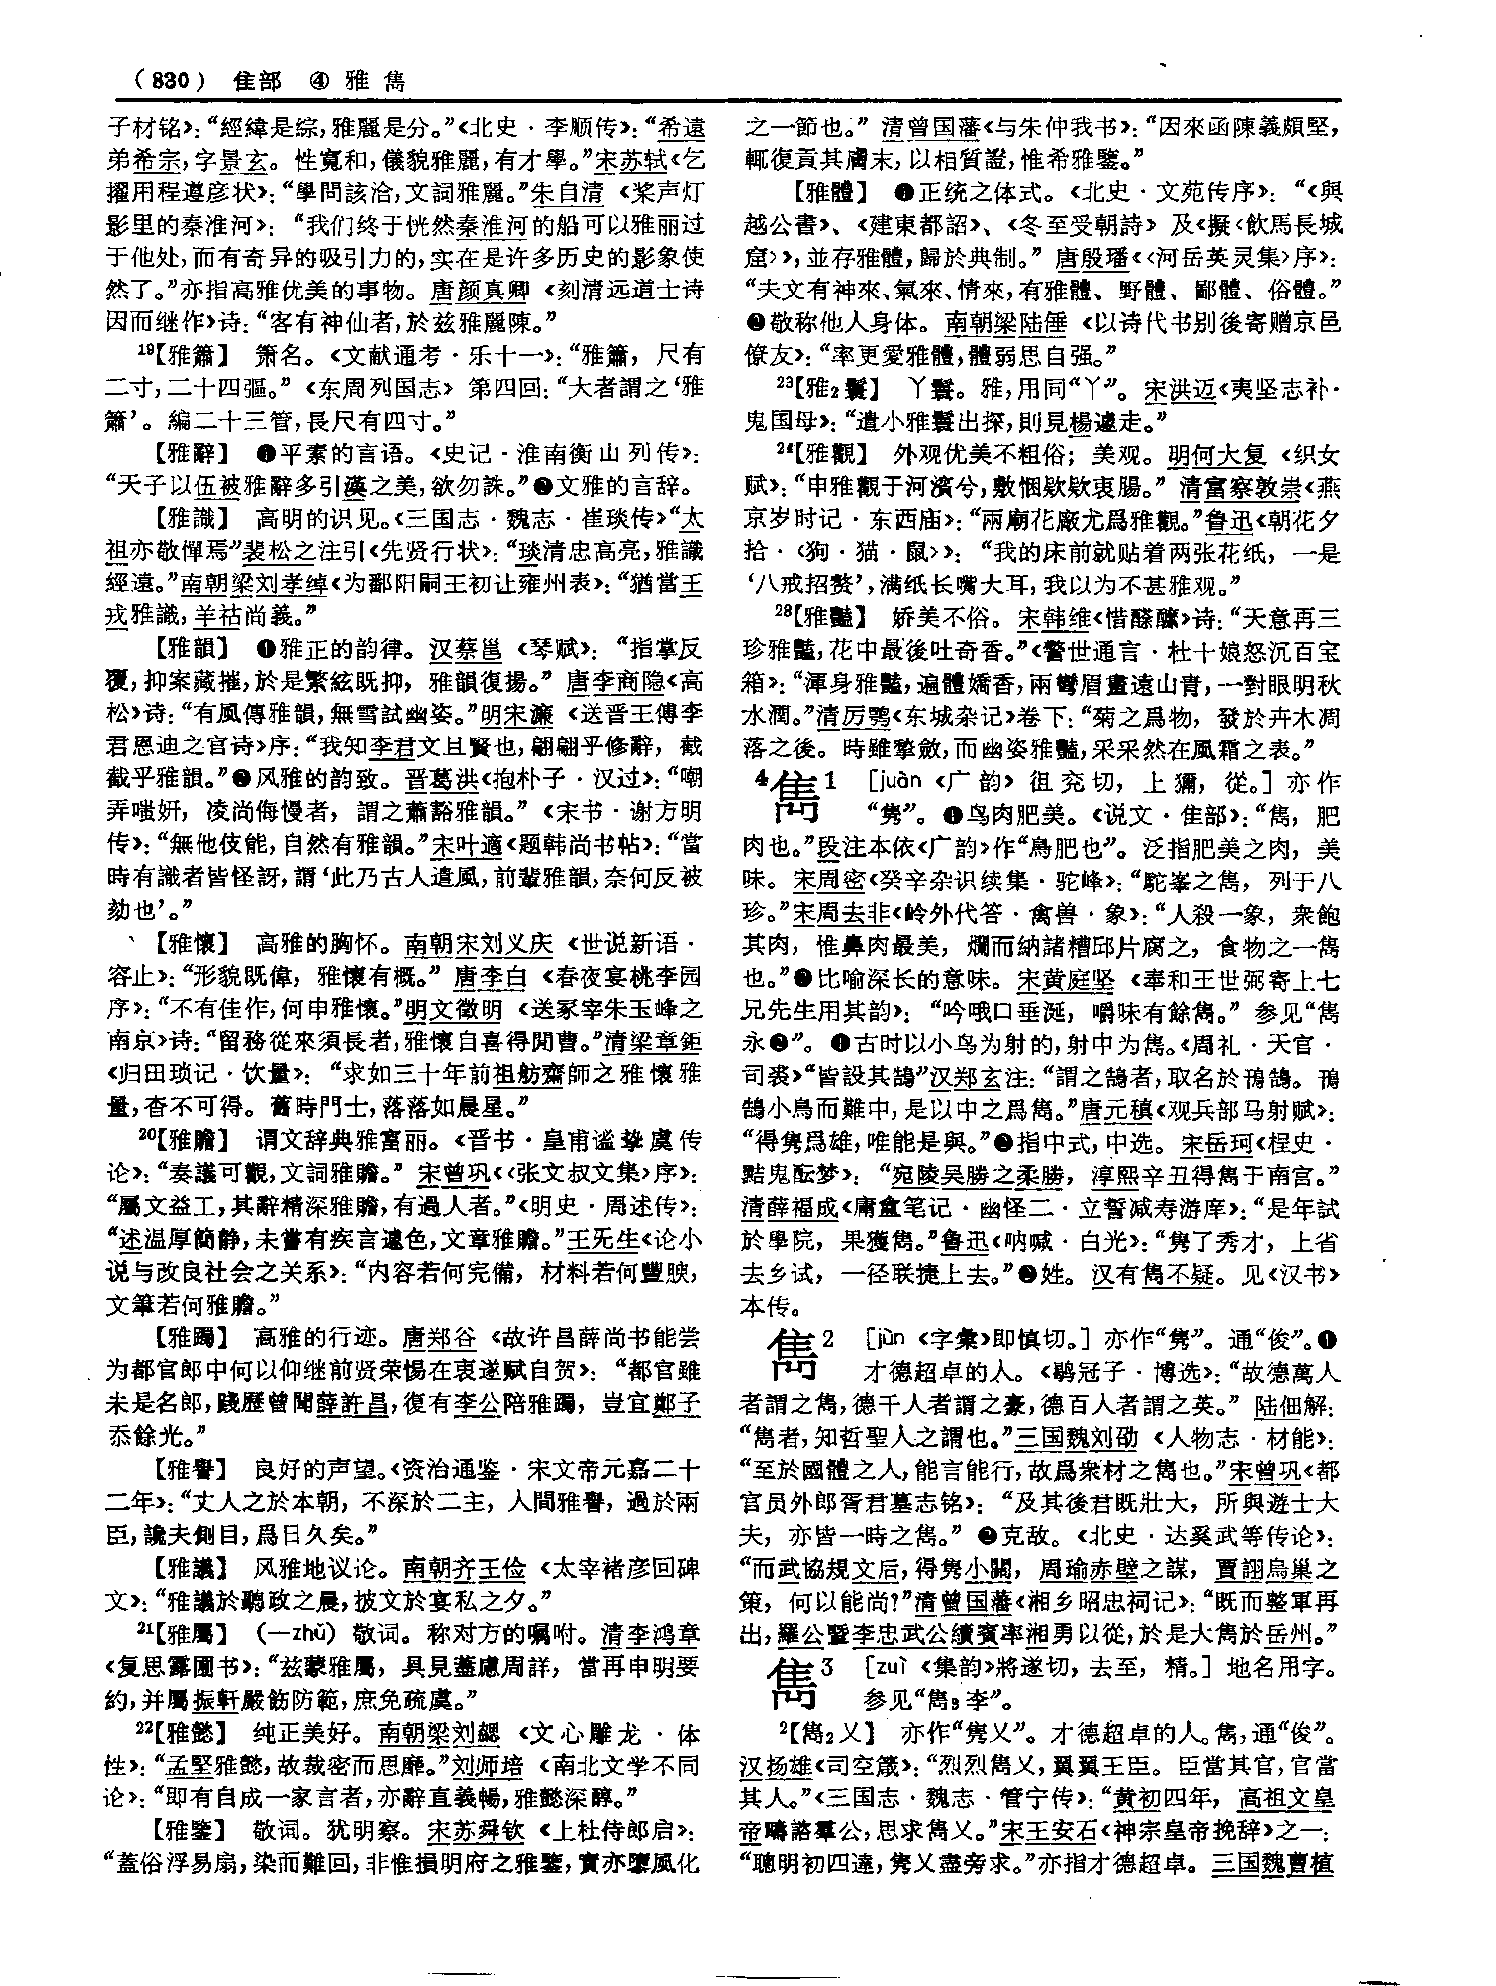 （830） 隹部 ④ 雅 雋
子材铭》：“經緯是综，雅麗是分。”《北史·李顺传》：“希遠
弟希宗，字景玄。性寬和，儀貌雅麗，有才學。”宋苏轼《乞
擢用程遵彦状》：“學問該洽，文詞雅麗。”朱自清《桨声灯
影里的秦淮河》：“我们终于恍然秦淮河的船可以雅丽过
于他处，而有奇异的吸引力的，实在是许多历史的影象使
然了。”亦指高雅优美的事物。唐颜真卿《刻清远道士诗
因而继作》诗：“客有神仙者，於兹雅麗陳。”
19【雅簫】 箫名。《文献通考·乐十一》：“雅簫，尺有
二寸，二十四彄。”《东周列国志》第四回：“大者謂之‘雅
簫’。編二十三管，長尺有四寸。”
【雅辭】 ❶平素的言语。《史记·淮南衡山列传》：
“天子以伍被雅辭多引漢之美，欲勿誅。”❷文雅的言辞。
【雅識】 高明的识见。《三国志·魏志·崔琰传》“太
祖亦敬憚焉”裴松之注引《先贤行状》：“琰清忠高亮，雅識
經遠。”南朝梁刘孝绰《为鄱阳嗣王初让雍州表》：“猶當王
戎雅識，羊祜尚義。”
【雅韻】 ❶雅正的韵律。汉蔡邕《琴赋》：“指掌反
覆，抑案藏摧，於是繁絃既抑，雅韻復揚。”唐李商隐《高
松》诗：“有風傳雅韻，無雪試幽姿。”明宋濂《送晋王傅李
君思迪之官诗》序：“我知李君文且賢也，翩翩乎修辭，截
截乎雅韻。”❷风雅的韵致。晋葛洪《抱朴子·汉过》：“嘲
弄嗤妍，凌尚侮慢者，謂之蕭豁雅韻。”《宋书·谢方明
传》：“無他伎能，自然有雅韻。”宋叶適《题韩尚书帖》：“當
時有識者皆怪訝，謂‘此乃古人遺風，前輩雅韻，奈何反被
劾也’。”
【雅懷】 高雅的胸怀。南朝宋刘义庆《世说新语·
容止》：“形貌既偉，雅懷有概。”唐李白《春夜宴桃李园
序》：“不有佳作，何申雅懷。”明文徵明《送冢宰朱玉峰之
南京》诗：“留務從來須長者，雅懷自喜得閒曹。”清梁章鉅
《归田琐记·饮量》：“求如三十年前祖舫齋師之雅懷雅
量，杳不可得。舊時門士，落落如晨星。”
20【雅贍】 谓文辞典雅富丽。《晋书·皇甫谧挚虞传
论》：“奏議可觀，文詞雅贍。”宋曾巩《〈张文叔文集〉序》：
“屬文益工，其辭精深雅贍，有過人者。”《明史·周述传》：
“述温厚簡静，未嘗有疾言遽色，文章雅贍。”王旡生《论小
说与改良社会之关系》：“内容若何完備，材料若何豐腴，
文筆若何雅贍。”
【雅躅】 高雅的行迹。唐郑谷《故许昌薛尚书能尝
为都官郎中何以仰继前贤荣惕在衷遂赋自贺》：“都官雖
未是名郎，踐歷曾聞薛許昌，復有李公陪雅躅，豈宜鄭子
忝餘光。”
【雅譽】 良好的声望。《资治通鉴·宋文帝元嘉二十
二年》：“丈人之於本朝，不深於二主，人間雅譽，過於兩
臣，讒夫側目，爲日久矣。”
【雅議】 风雅地议论。南朝齐王俭《太宰褚彦回碑
文》：“雅議於聽政之晨，披文於宴私之夕。”
21【雅屬】 （—zhǔ）敬词。称对方的嘱咐。清李鸿章
《复恩露圃书》：“兹蒙雅屬，具見藎慮周詳，當再申明要
約，并屬振軒嚴飭防範，庶免疏虞。”
22【雅懿】 纯正美好。南朝梁刘勰《文心雕龙·体
性》：“孟堅雅懿，故裁密而思靡。”刘师培《南北文学不同
论》：“即有自成一家言者，亦辭直義暢，雅懿深醇。”
【雅鑒】 敬词。犹明察。宋苏舜钦《上杜侍郎启》：
“蓋俗浮易扇，染而難回，非惟損明府之雅鑒，實亦墮風化
之一節也。”清曾国藩《与朱仲我书》：“因來函陳義頗堅，
輒復貢其膚末，以相質證，惟希雅鑒。”
【雅體】 ❶正统之体式。《北史·文苑传序》：“《與
越公書》、《建東都詔》、《冬至受朝詩》及《擬〈飲馬長城
窟〉》，並存雅體，歸於典制。”唐殷璠《〈河岳英灵集〉序》：
“夫文有神來、氣來、情來，有雅體、野體、鄙體、俗體。”
❷敬称他人身体。南朝梁陆倕《以诗代书别後寄赠京邑
僚友》：“率更愛雅體，體弱思自强。”
23【雅2鬟】 丫鬟。雅，用同“丫”。宋洪迈《夷坚志补·
鬼国母》：“遣小雅鬟出探，則見楊遽走。”
24【雅觀】 外观优美不粗俗；美观。明何大复《织女
赋》：“申雅觀于河濱兮，敷悃款欵衷腸。”清富察敦崇《燕
京岁时记·东西庙》：“兩廟花廠尤爲雅觀。”鲁迅《朝花夕
拾·〈狗·猫·鼠〉》：“我的床前就贴着两张花纸，一是
‘八戒招赘’，满纸长嘴大耳，我以为不甚雅观。”
28【雅豔】 娇美不俗。宋韩维《惜酴醿》诗：“天意再三
珍雅豔，花中最後吐奇香。”《警世通言·杜十娘怒沉百宝
箱》：“渾身雅豔，遍體嬌香，兩彎眉畫遠山青，一對眼明秋
水潤。”清厉鹗《东城杂记》卷下：“菊之爲物，發於卉木凋
落之後。時雖摯斂，而幽姿雅豔，采采然在風霜之表。”
4雋1 ［juàn《广韵》徂兖切，上獮，從。］亦作
“隽”。❶鸟肉肥美。《说文·隹部》：“雋，肥
肉也。”段注本依《广韵》作“鳥肥也”。泛指肥美之肉，美
味。宋周密《癸辛杂识续集·驼峰》：“駝峯之雋，列于八
珍。”宋周去非《岭外代答·禽兽·象》：“人殺一象，衆飽
其肉，惟鼻肉最美，爛而納諸糟邱片腐之，食物之一雋
也。”❷比喻深长的意味。宋黄庭坚《奉和王世弼寄上七
兄先生用其韵》：“吟哦口垂涎，嚼味有餘雋。”参见“雋
永❷”。❸古时以小鸟为射的，射中为雋。《周礼·天官·
司裘》“皆設其鵠”汉郑玄注：“謂之鵠者，取名於鳱鵠。鳱
鵠小鳥而難中，是以中之爲雋。”唐元稹《观兵部马射赋》：
“得隽爲雄，唯能是與。”❹指中式，中选。宋岳珂《桯史·
黠鬼酝梦》：“宛陵吴勝之柔勝，淳熙辛丑得雋于南宫。”
清薛福成《庸盦笔记·幽怪二·立誓减寿游庠》：“是年試
於學院，果獲雋。”鲁迅《呐喊·白光》：“隽了秀才，上省
去乡试，一径联捷上去。”❺姓。汉有雋不疑。见《汉书》
本传。
雋2 ［jùn《字彙》即慎切。］亦作“隽”。通“俊”。❶
才德超卓的人。《鹖冠子·博选》：“故德萬人
者謂之雋，德千人者謂之豪，德百人者謂之英。”陆佃解：
“雋者，知哲聖人之謂也。”三国魏刘劭《人物志·材能》：
“至於國體之人，能言能行，故爲衆材之雋也。”宋曾巩《都
官员外郎胥君墓志铭》：“及其後君既壯大，所與遊士大
夫，亦皆一時之雋。”❷克敌。《北史·达奚武等传论》：
“而武協規文后，得隽小關，周瑜赤壁之謀，賈詡烏巢之
策，何以能尚？”清曾国藩《湘乡昭忠祠记》：“既而整軍再
出，羅公暨李忠武公續賓率湘勇以從，於是大雋於岳州。”
雋3 ［zuì《集韵》將遂切，去至，精。］地名用字。
参见“雋3李”。
2【雋2乂】 亦作“隽乂”。才德超卓的人。雋，通“俊”。
汉扬雄《司空箴》：“烈烈雋乂，翼翼王臣。臣當其官，官當
其人。”《三国志·魏志·管宁传》：“黄初四年，高祖文皇
帝疇諮羣公，思求雋乂。”宋王安石《神宗皇帝挽辞》之一：
“聰明初四達，隽乂盡旁求。”亦指才德超卓。三国魏曹植